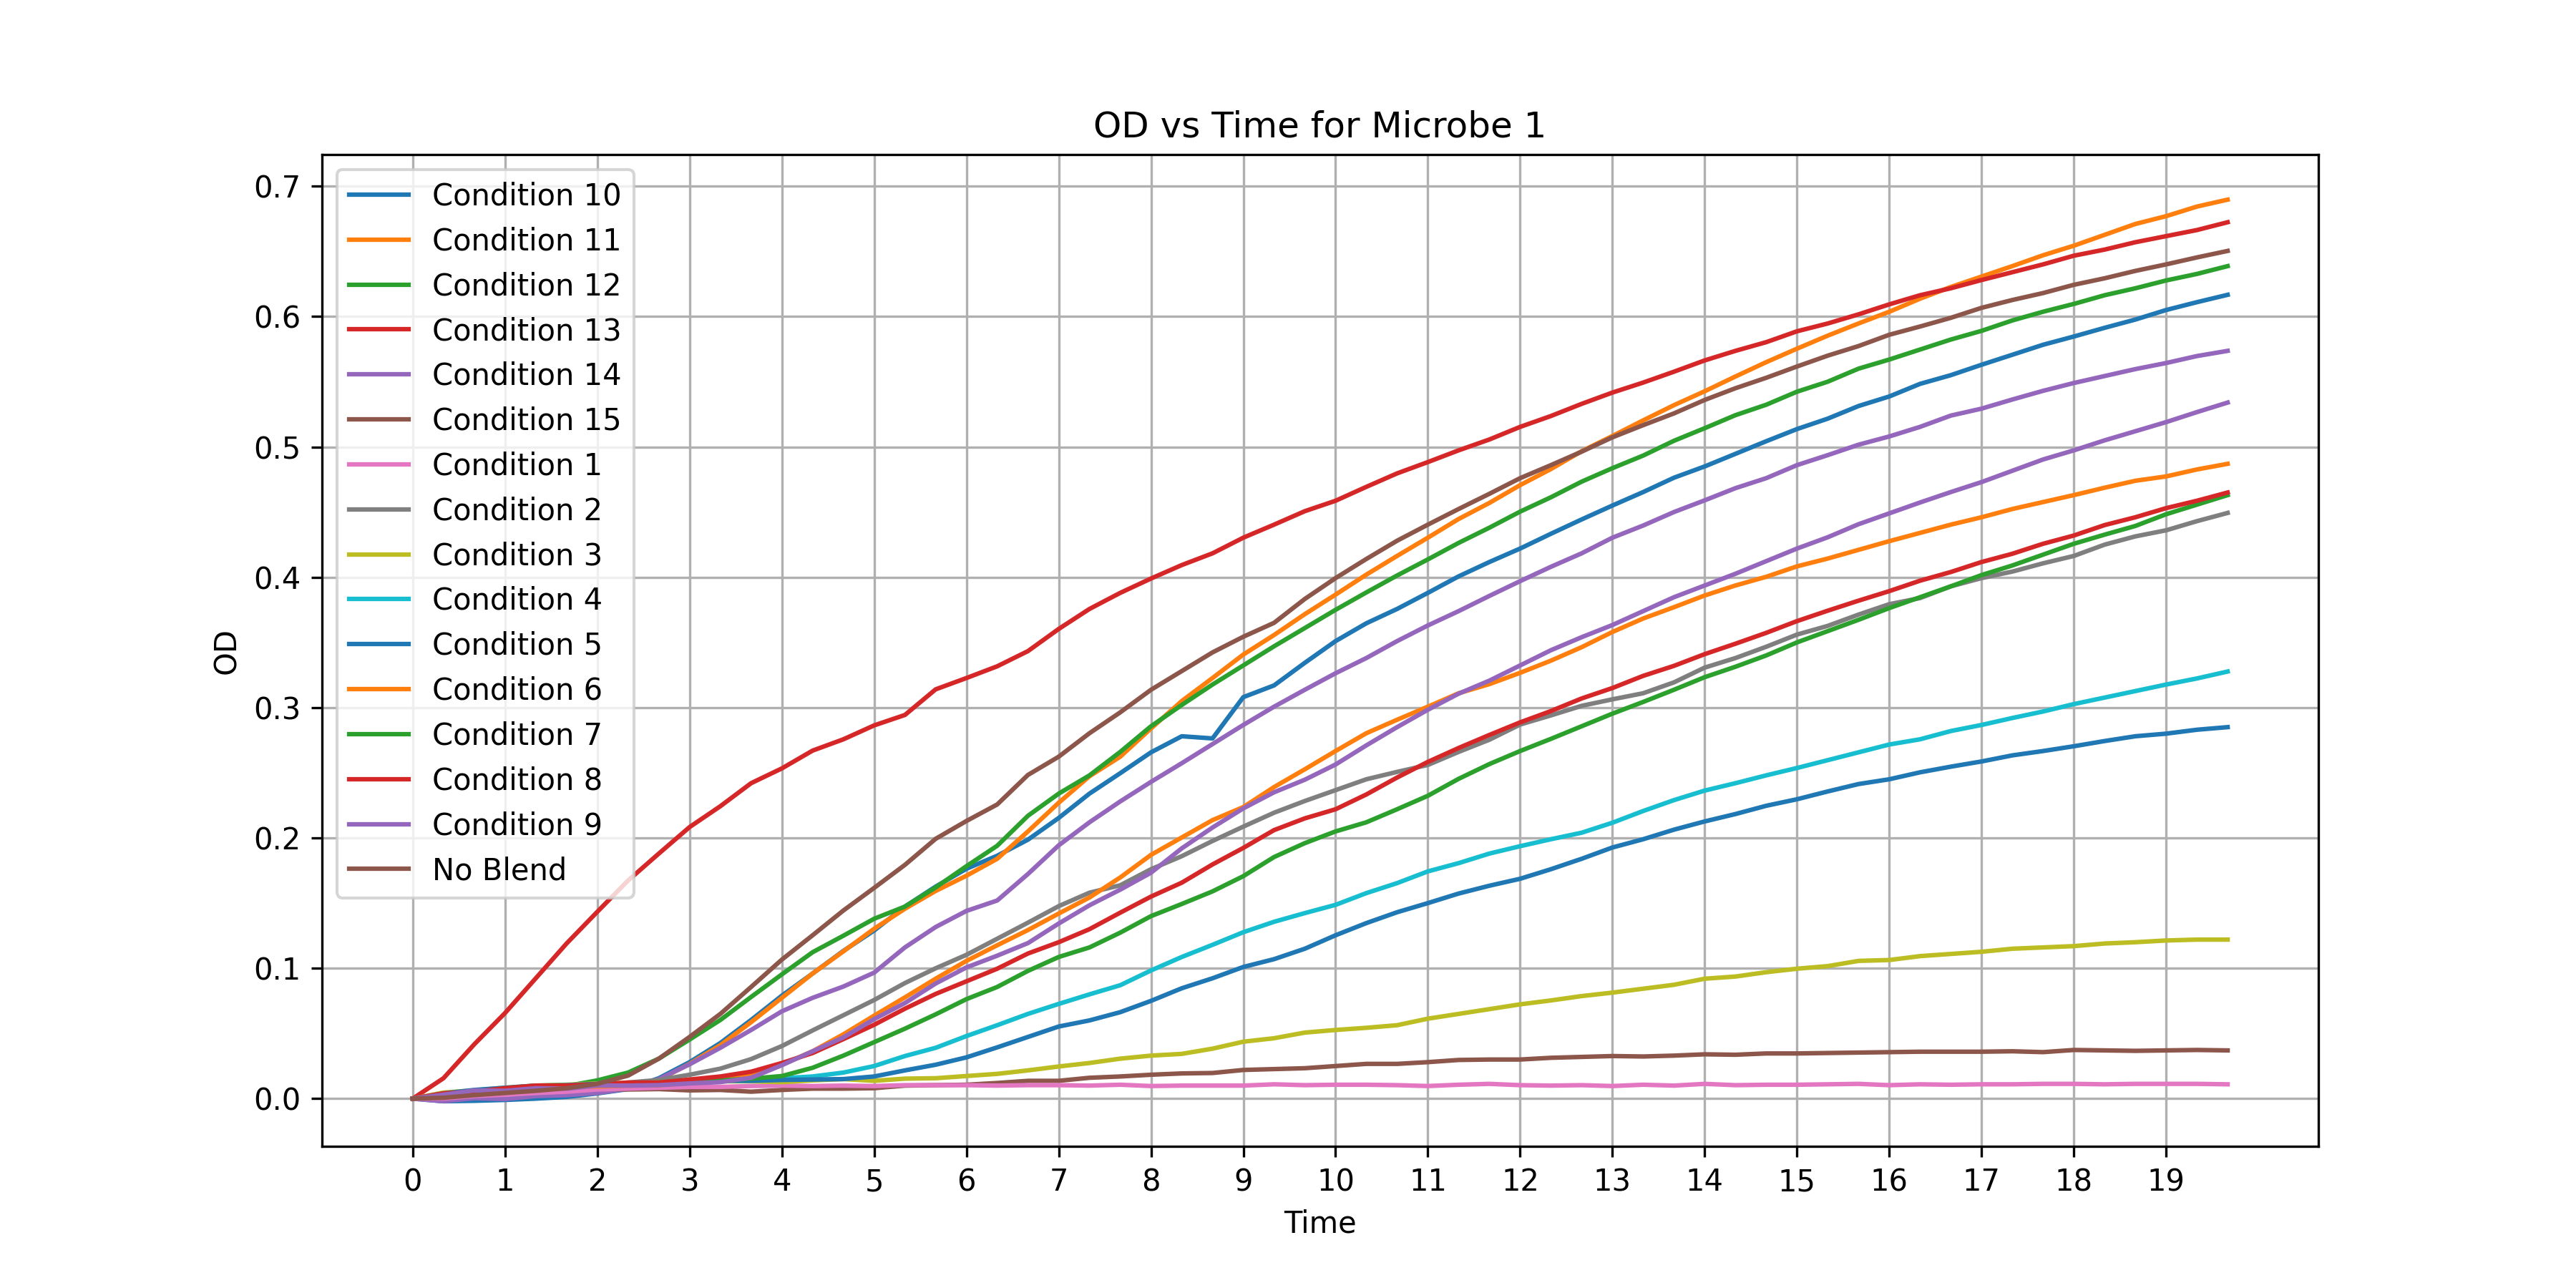 OD vs Time for Microbe 1
Condition 10
Condition 11
Condition 12
Condition 13
Condition 14
Condition 15
Condition 1
Condition 2
Condition 3
Condition 4
Condition 5
Condition 6
Condition 7
Condition 8
Condition 9
No Blend
OD
0.7
0.6
0.5
0.4
0.3
0.2
0.1
0.0
0 1 2 3 4 5 6 7 8 9 10 11 12 13 14 15 16 17 18 19
Time